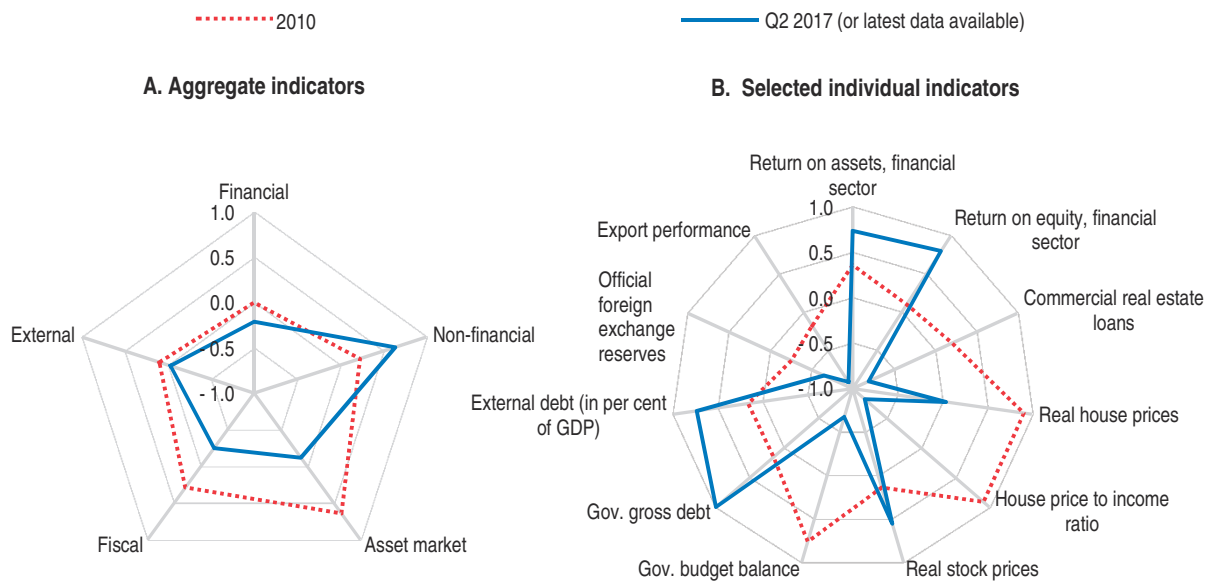 2010
Q2 2017 (or latest data available)
A. Aggregate indicators
Financial
1.0
0.5
0.0
- 0.5
- 1.0
Non-financial
Asset market
Fiscal
External
B. Selected individual indicators
Return on assets, financial
sector
1.0
0.5
0.0
- 0.5
- 1.0
Return on equity, financial
sector
Commercial real estate
loans
Real house prices
House price to income
ratio
Real stock prices
Gov. budget balance
Gov. gross debt
External debt (in per cent
of GDP)
Official
foreign
exchange
reserves
Export performance